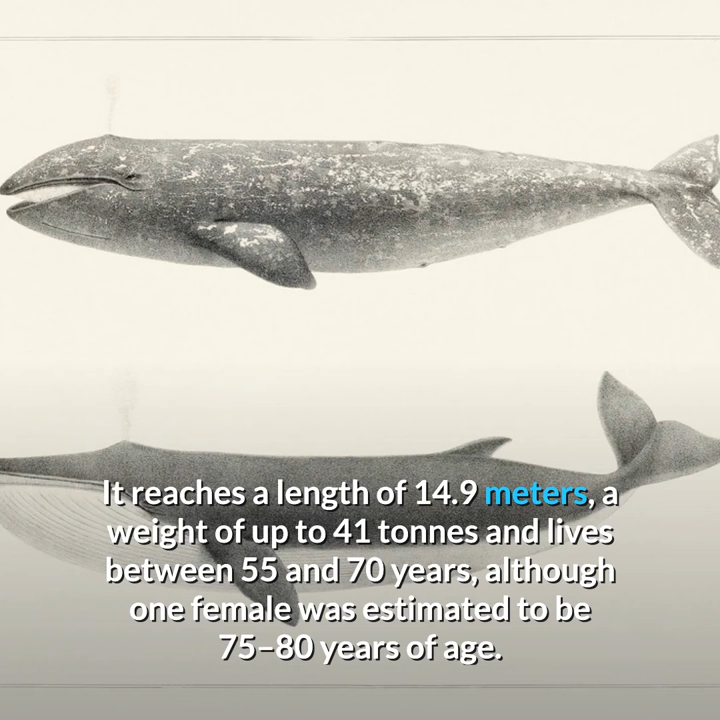 It reaches a length of 14.9 meters, a
weight of up to 41 tonnes and lives
between 55 and 70 years, although
one female was estimated to be
75–80 years of age.